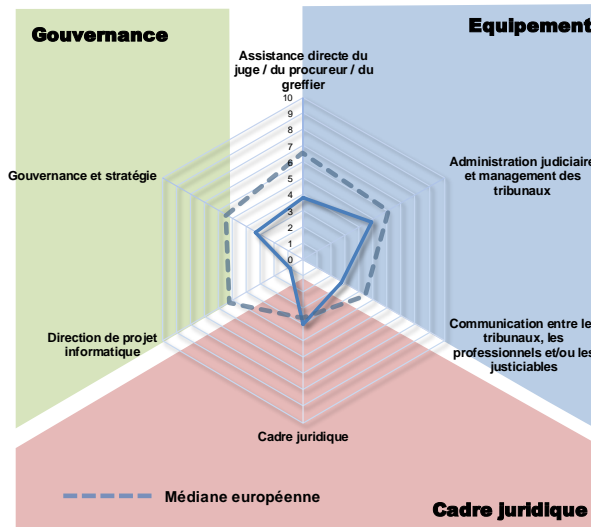 Gouvernance
Equipement
Assistance directe du
juge / du procureur / du
greffier
10
9
8
7
6
5
4
3
2
1
0
Gouvernance et stratégie
Administration judiciaire
et management des
tribunaux
Direction de projet
informatique
Communication entre le
tribunaux, les
professionnels et/ou les
justiciables
Cadre juridique
Médiane européenne
Cadre juridique